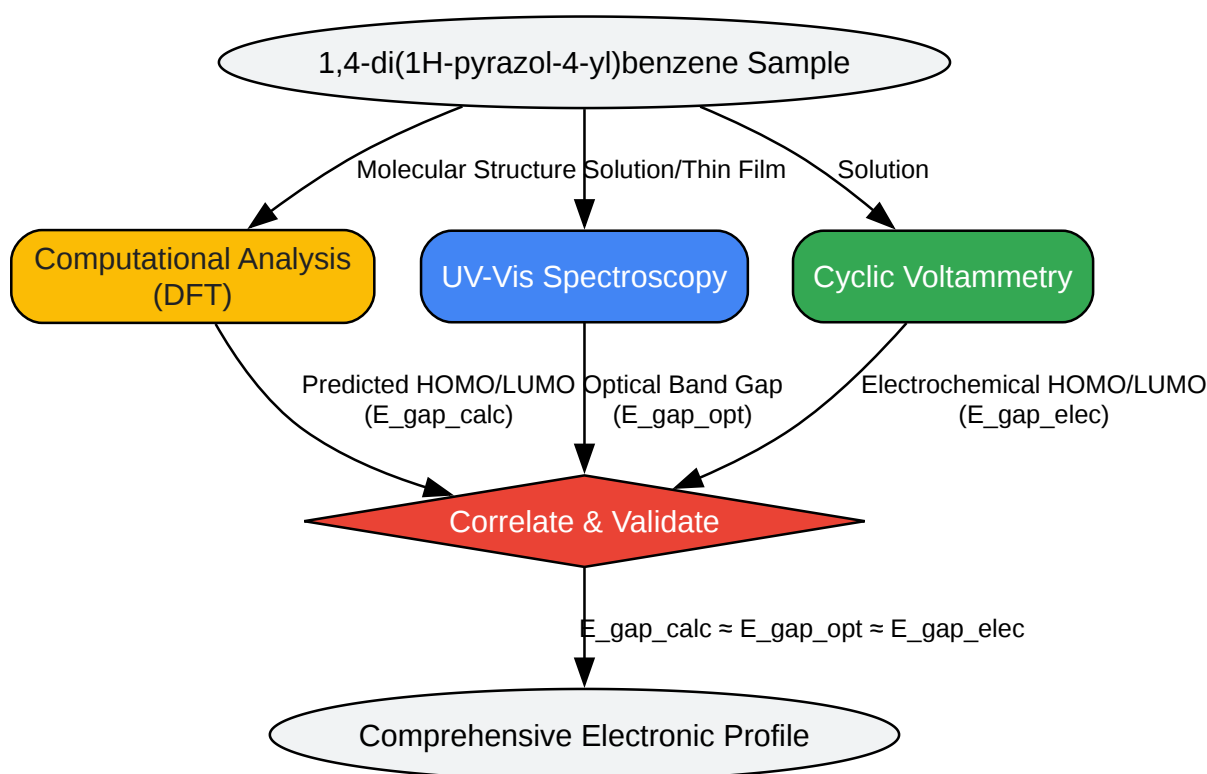 1,4-di(1H-pyrazol-4-yl)benzene Sample
Molecular Structure
Solution/Thin Film
Solution
Computational Analysis
(DFT)
UV-Vis Spectroscopy
Cyclic Voltammetry
Predicted HOMO/LUMO
(E_gap_calc)
Optical Band Gap
(E_gap_opt)
Electrochemical HOMO/LUMO
(E_gap_elec)
Correlate & Validate
E_gap_calc ≈ E_gap_opt ≈ E_gap_elec
Comprehensive Electronic Profile